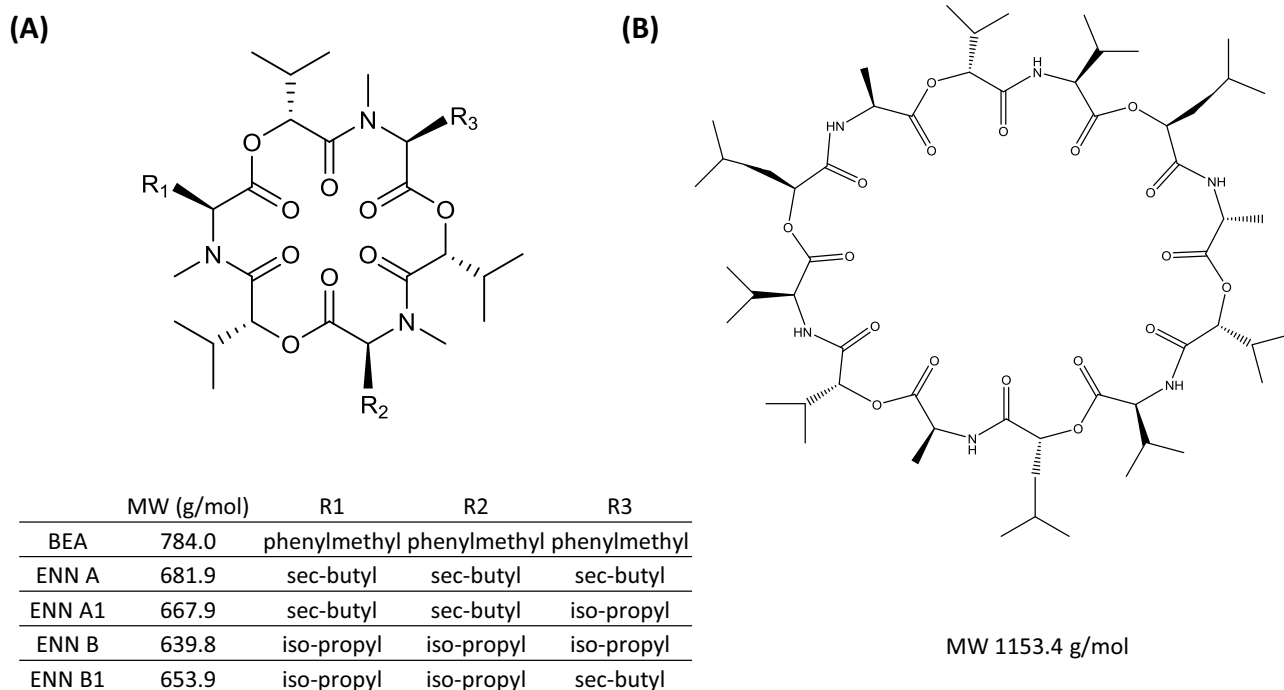 (A)
(B)
R3
R1
R2
N
N
N
O
O
O
O
O
O
O
O
O
H
N
O
O
O
O
O
HN
O
O
O
NH
O
O
O
O
O
HN
O
O
NH
O
O
O
N
H
O
O
MW (g/mol) R1 R2 R3
BEA 784.0 phenylmethyl phenylmethyl phenylmethyl
ENN A 681.9 sec-butyl sec-butyl sec-butyl
ENN A1 667.9 sec-butyl sec-butyl iso-propyl
ENN B 639.8 iso-propyl iso-propyl iso-propyl
ENN B1 653.9 iso-propyl iso-propyl sec-butyl
MW 1153.4 g/mol